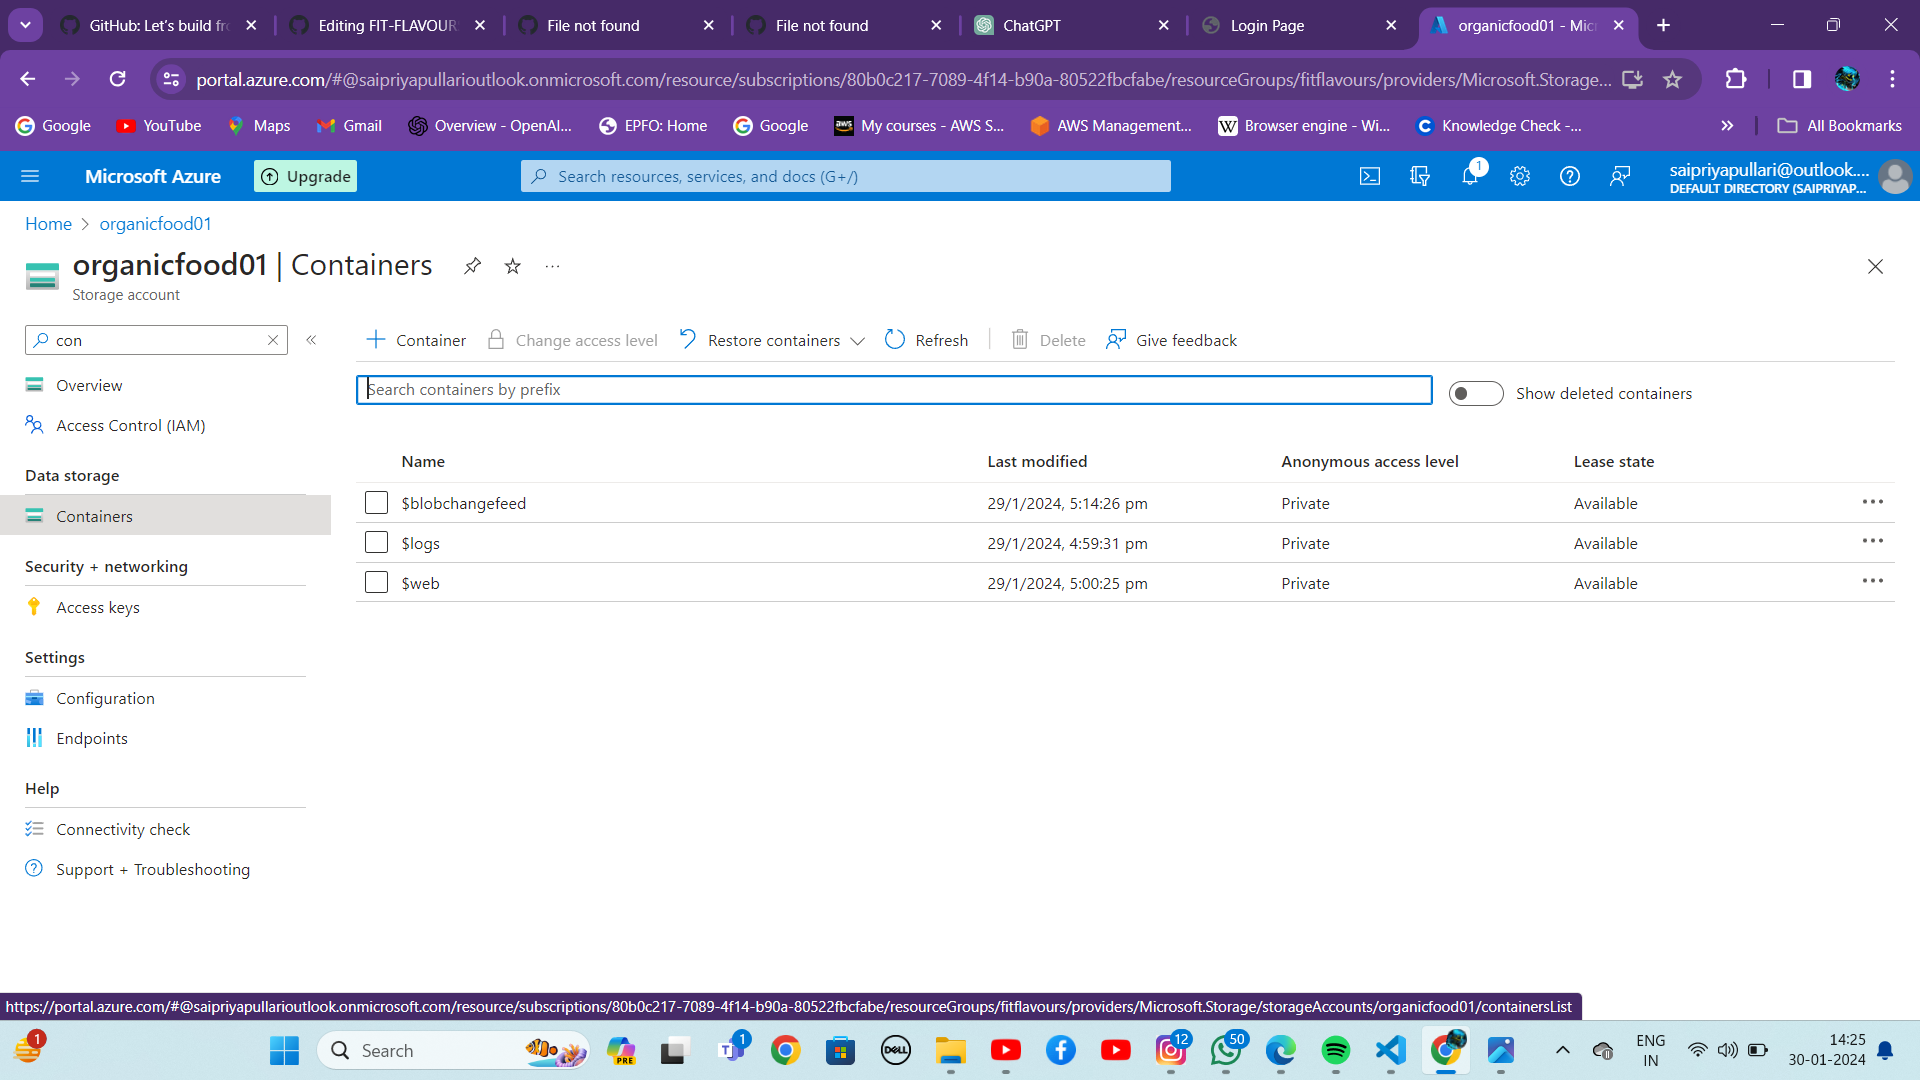 GitHub: Let's build fr
Editing FIT-FLAVOUR
File not found
File not found
ChatGPT
Login Page
organicfood01 - Mic
portal.azure.com/#@saipriyapullarioutlook.onmicrosoft.com/resource/subscriptions/80b0c217-7089-4f14-b90a-80522fbcfabe/resourceGroups/fitflavours/providers/Microsoft.Storage...
Google
YouTube
Maps
Gmail
Overview - OpenAI...
EPFO: Home
Google
aws
My courses - AWS S...
AWS Management...
W
Browser engine - Wi...
Knowledge Check -...
All Bookmarks
Microsoft Azure
Upgrade
Search resources, services, and docs (G+/)
1
saipriyapullari@outlook....
DEFAULT DIRECTORY (SAIPRIYAP...
Home > organicfood01
organicfood01 | Containers
Storage account
con
Container
Change access level
Restore containers
Refresh
Delete
Give feedback
Overview
Search containers by prefix
Show deleted containers
Access Control (IAM)
Data storage
Containers
Security + networking
Access keys
Settings
Configuration
Endpoints
Help
Connectivity check
Support + Troubleshooting
Name Last modified Anonymous access level Lease state
$blobchangefeed 29/1/2024, 5:14:26 pm Private Available
$logs 29/1/2024, 4:59:31 pm Private Available
$web 29/1/2024, 5:00:25 pm Private Available
https://portal.azure.com/#@saipriyapullarioutlook.onmicrosoft.com/resource/subscriptions/80b0c217-7089-4f14-b90a-80522fbcfabe/resourceGroups/fitflavours/providers/Microsoft.Storage/storageAccounts/organicfood01/containersList
1
Search
PRE
1
DELL
12
50
ENG
IN
14:25
30-01-2024